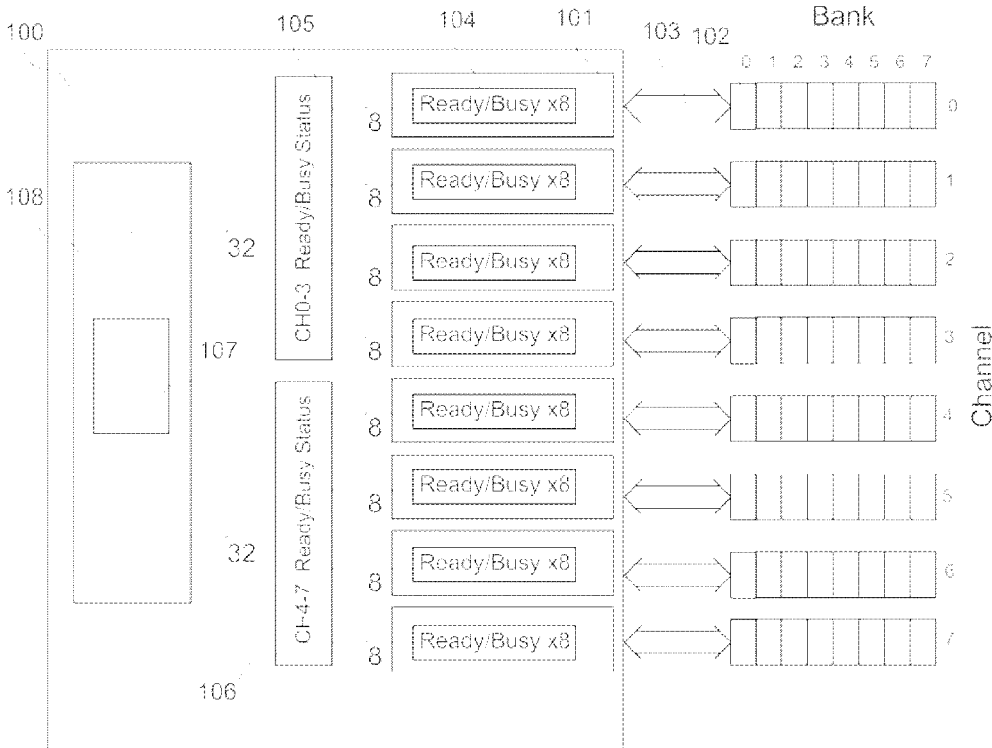 Bank
100
105
104
101
103
102
0 1 2 3 4 5 6 7
Ready/Busy x8
8
0
Ready/Busy x8
8
1
108
32
CH0-3 Ready/Busy Status
Ready/Busy x8
8
2
107
Ready/Busy x8
8
3
Channel
Ready/Busy x8
8
4
Ready/Busy x8
8
5
32
CH4-7 Ready/Busy Status
Ready/Busy x8
8
6
Ready/Busy x8
8
7
106